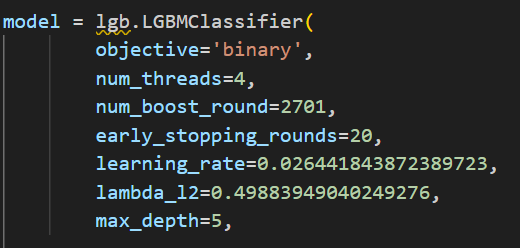 model = lgb.LGBMClassifier(
objective='binary',
num_threads=4,
num_boost_round=2701,
early_stopping_rounds=20,
learning_rate=0.026441843872389723,
lambda_l2=0.49883949040249276,
max_depth=5,